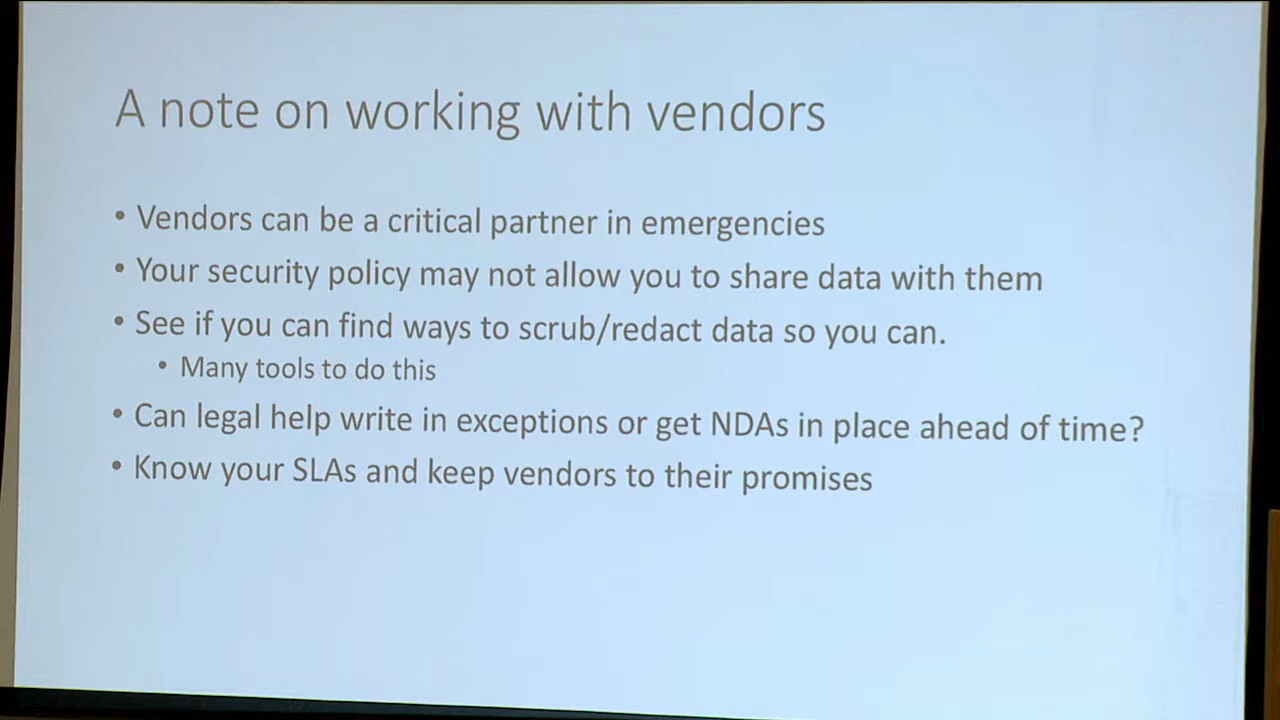 A note on working with vendors
• Vendors can be a critical partner in emergencies
• Your security policy may not allow you to share data with them
• See if you can find ways to scrub/redact data so you can.
• Many tools to do this
• Can legal help write in exceptions or get NDAs in place ahead of time?
• Know your SLAs and keep vendors to their promises